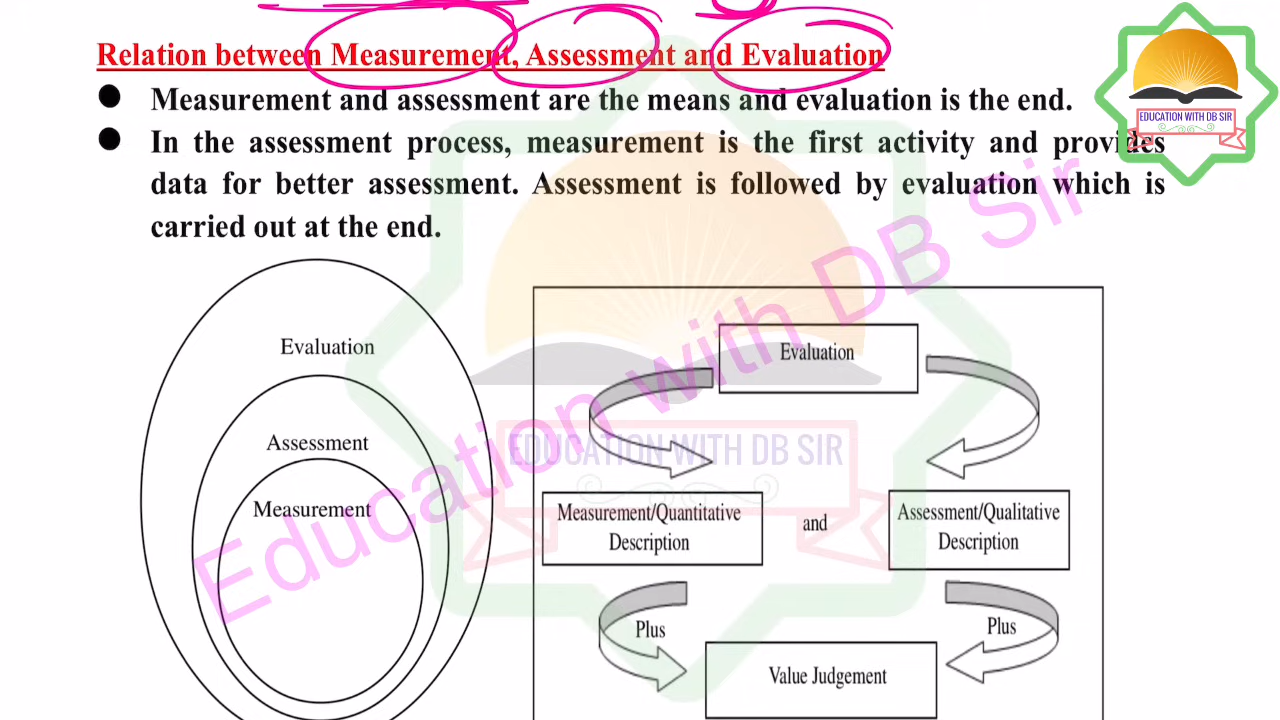 Relation between Measurement, Assessment and Evaluation
● Measurement and assessment are the means and evaluation is the end.
● In the assessment process, measurement is the first activity and provides
data for better assessment. Assessment is followed by evaluation which is
carried out at the end.
EDUCATION WITH DB SIR
Evaluation
Assessment
Measurement
Evaluation
Measurement/Quantitative
Description
and
Assessment/Qualitative
Description
Plus
Plus
Value Judgement
EDUCATION WITH DB SIR
Education with DB Sir